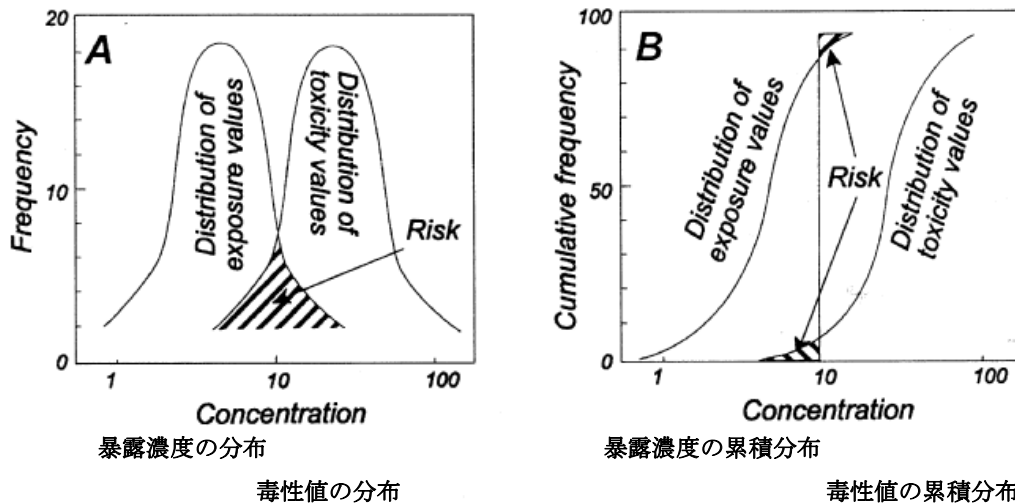 20
A
10
0
Frequency
Distribution of
exposure values
Distribution of
toxicity values
Risk
1
10
100
Concentration
暴露濃度の分布
毒性値の分布
100
B
50
0
Cumulative frequency
Distribution of
exposure values
Risk
Distribution of
toxicity values
1
10
100
Concentration
暴露濃度の累積分布
毒性値の累積分布